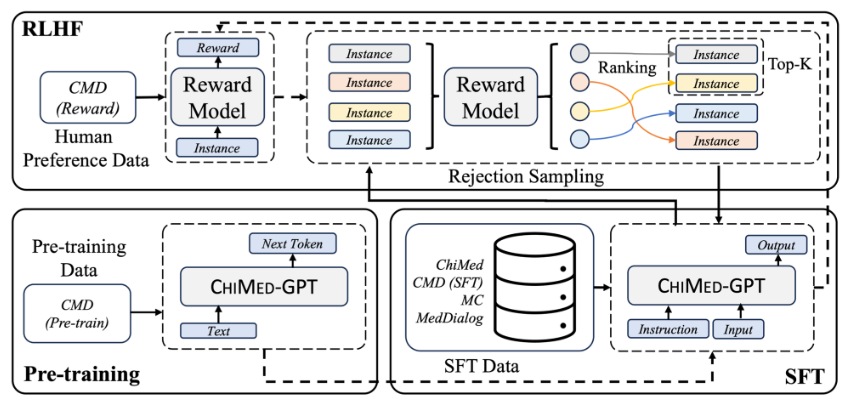 RLHF
CMD
(Reward)
Human
Preference Data
Reward
Reward
Model
Instance
Instance
Instance
Instance
Instance
Reward
Model
Ranking
Instance
Instance
Instance
Instance
Top-K
Rejection Sampling
Pre-training
Data
CMD
(Pre-train)
Next Token
CHIMED-GPT
Text
Pre-training
ChiMed
CMD (SFT)
MC
MedDialog
SFT Data
Output
CHIMED-GPT
Instruction
Input
SFT